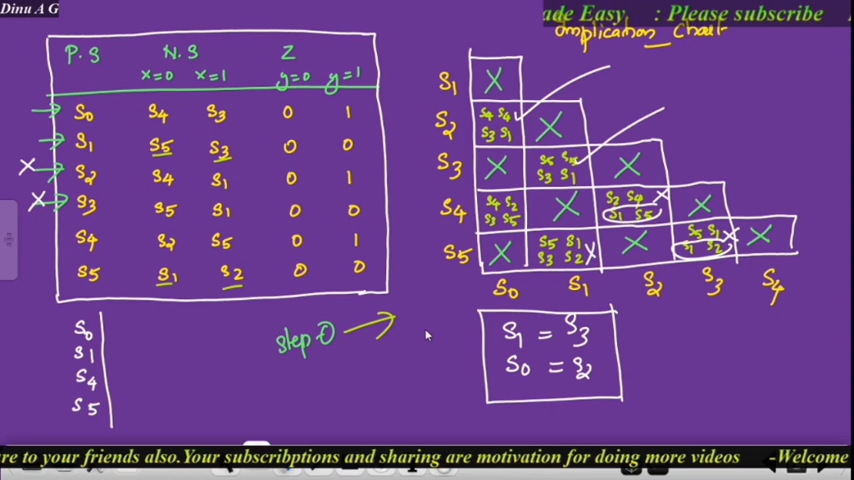 Dinu A G
ade Easy : Please subscribe
Implication Chart
P.S N.S Z
x=0 x=1 y=0 y=1
S0 S4 S3 0 1
S1 S5 S3 0 0
S2 S4 S1 0 1
S3 S5 S1 0 0
S4 S2 S5 0 1
S5 S1 S2 0 0
S1 X
S2 S4 S4 X
S3 S1
S3 X S5 S5 X
S3 S1
S4 S4 S2 X S2 S4 X X
S3 S5 S1 S5
S5 X S5 S1 X X S5 S1 X X
S3 S2 S1 S2
S0 S1 S2 S3 S4
S0
S1
S4
S5
step-①
S1 = S3
S0 = S2
re to your friends also.Your subscribptions and sharing are motivation for doing more videos -Welcome